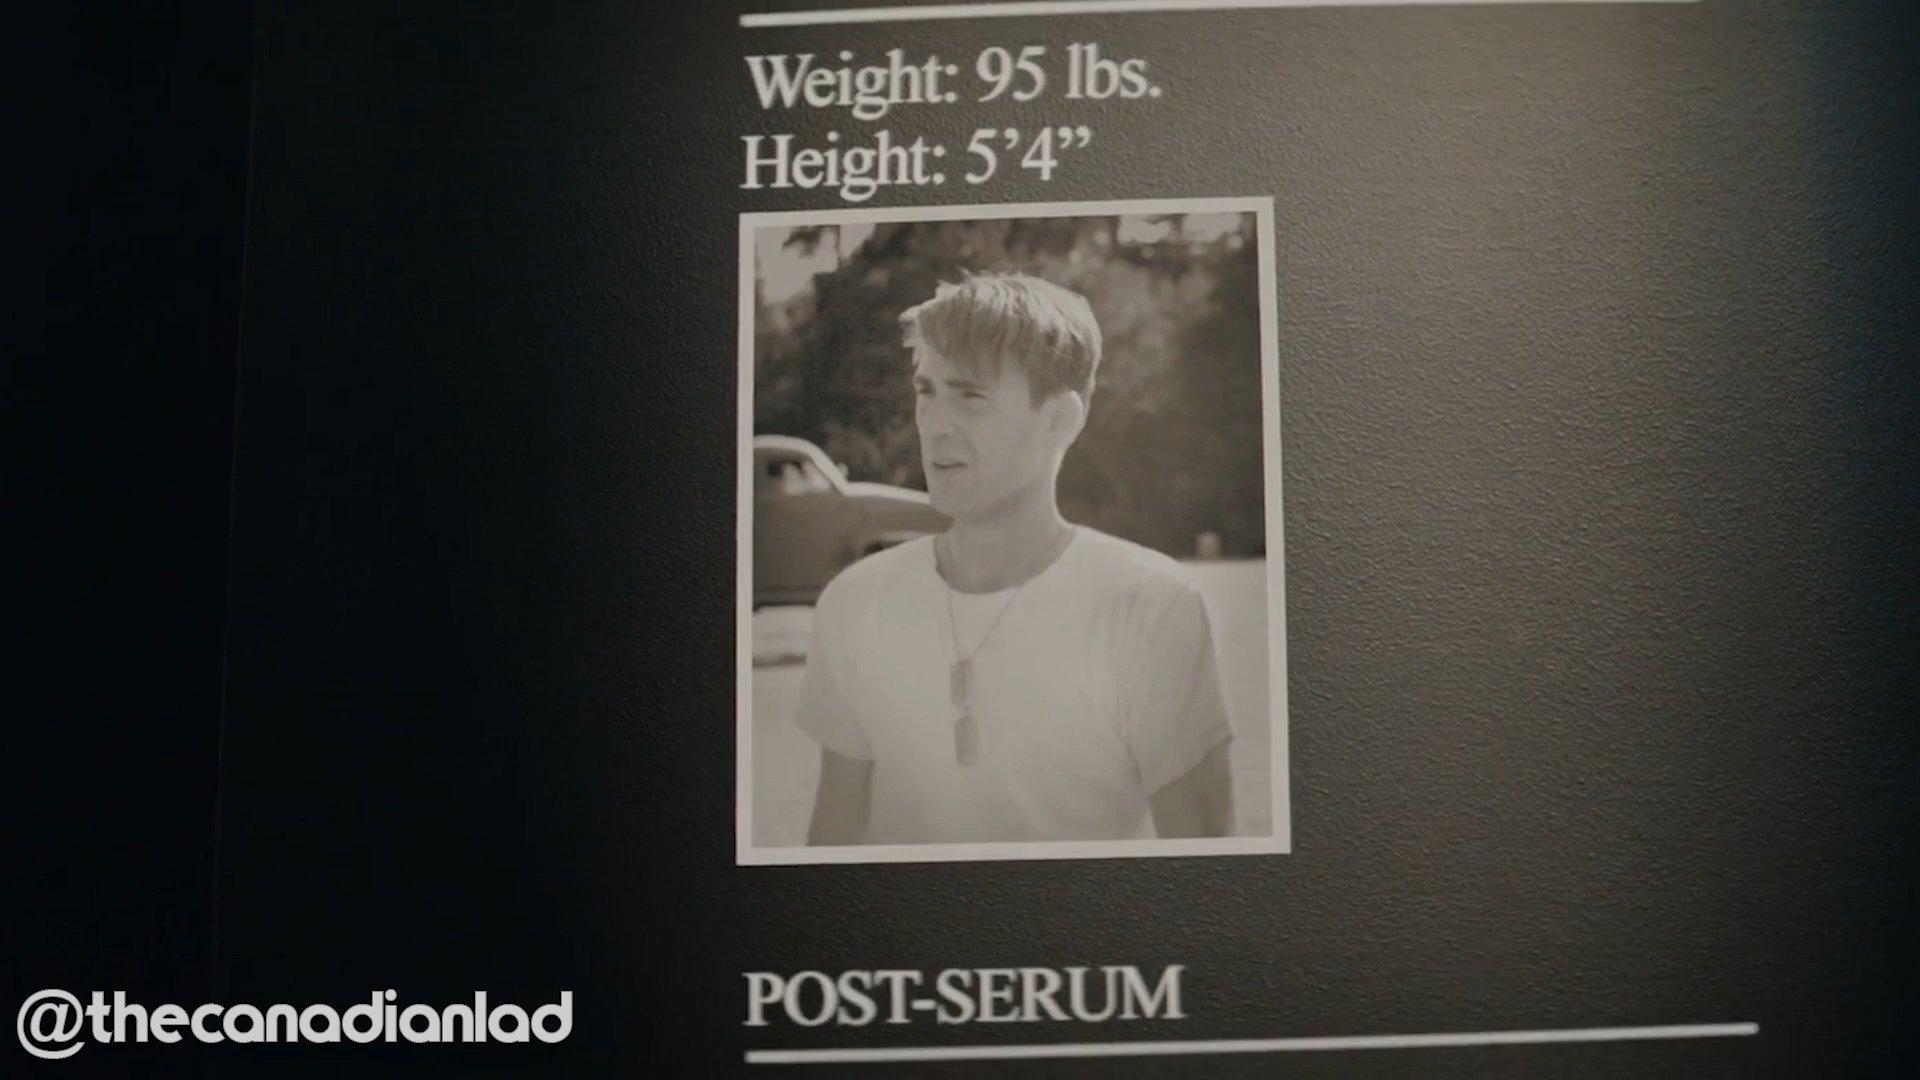 Weight: 95 lbs.
Height: 5’4”
POST-SERUM
@thecanadianlad